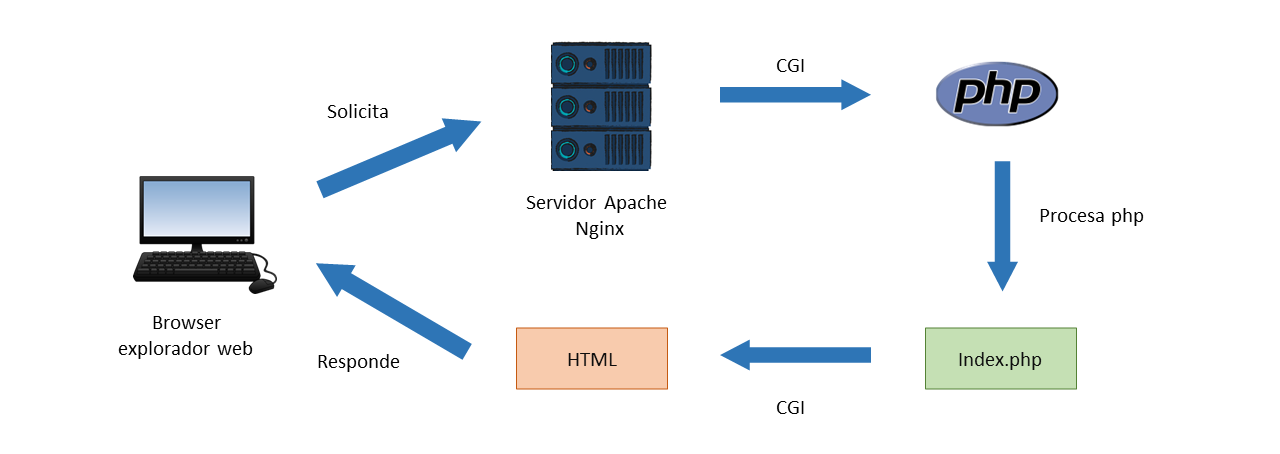 CGI
php
Solicita
Servidor Apache
Nginx
Procesa php
Browser
explorador web
Responde
HTML
Index.php
CGI